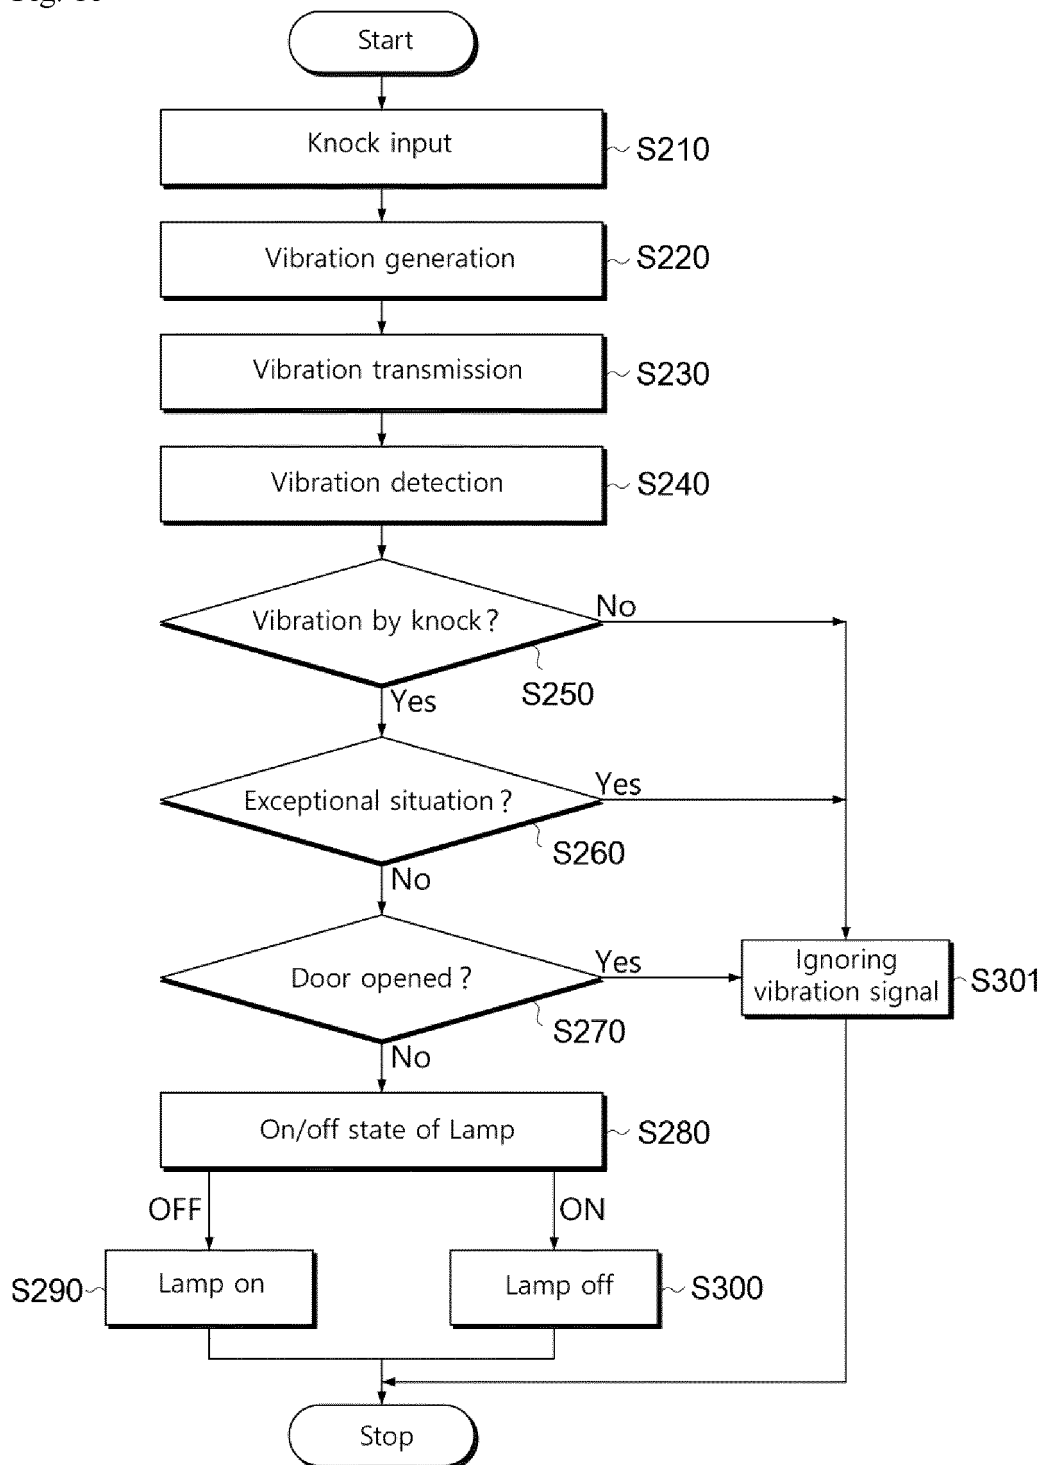 Start
Knock input
S210
Vibration generation
S220
Vibration transmission
S230
Vibration detection
S240
Vibration by knock?
No
S250
Yes
Exceptional situation?
Yes
S260
No
Door opened?
Yes
Ignoring
vibration signal
S301
S270
No
On/off state of Lamp
S280
OFF
ON
S290
Lamp on
Lamp off
S300
Stop